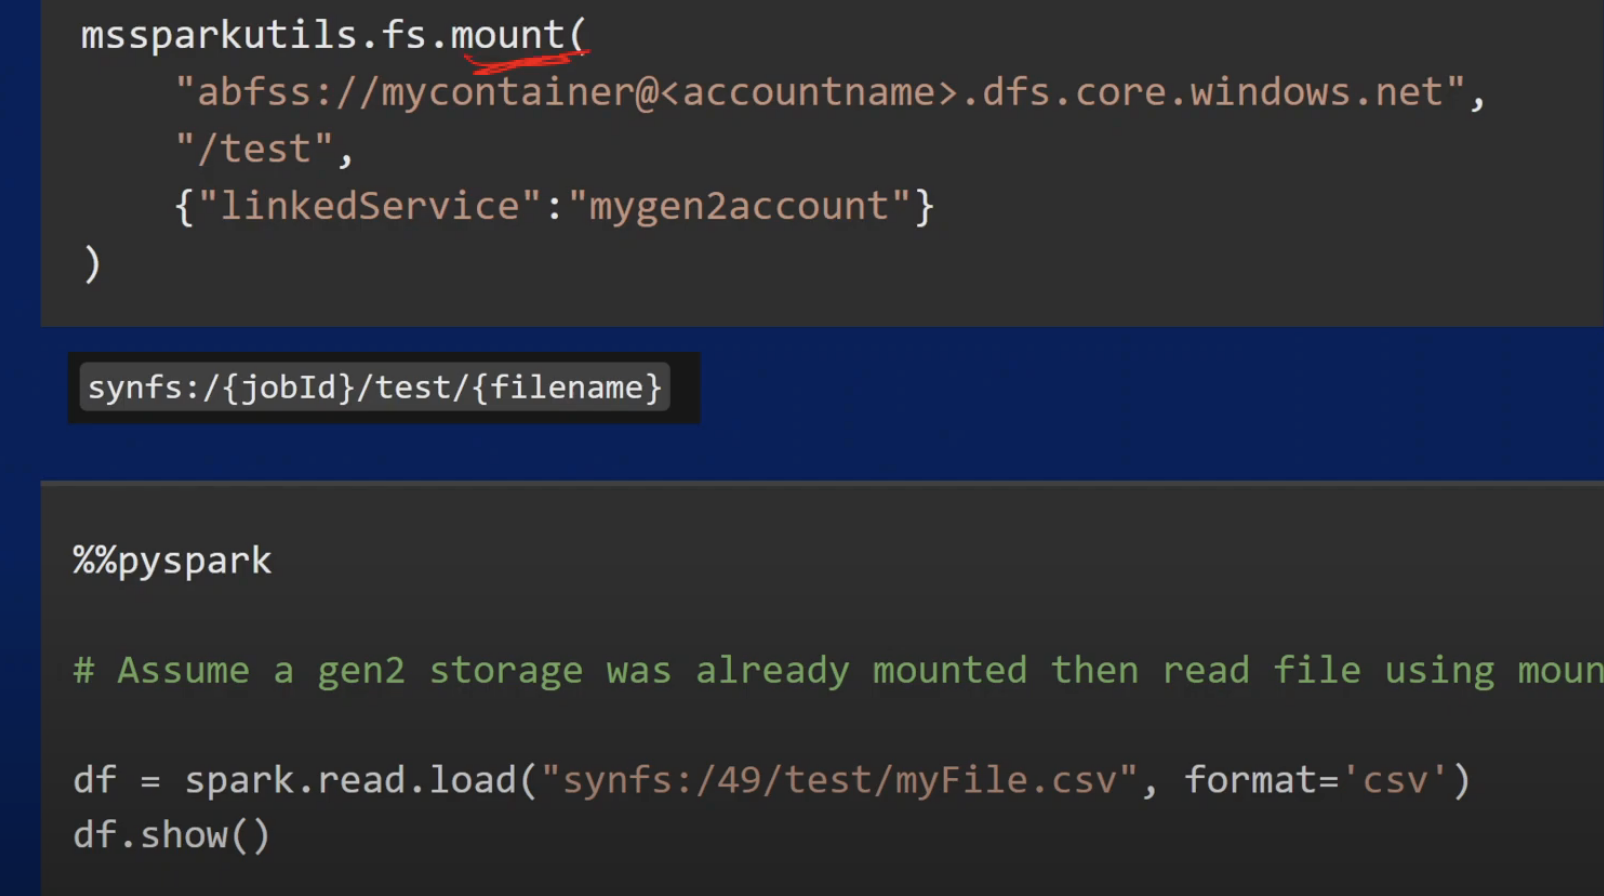 mssparkutils.fs.mount(
"abfss://mycontainer@<accountname>.dfs.core.windows.net",
"/test",
{"linkedService":"mygen2account"}
)
synfs:/{jobId}/test/{filename}
%%pyspark
# Assume a gen2 storage was already mounted then read file using moun
df = spark.read.load("synfs:/49/test/myFile.csv", format='csv')
df.show()